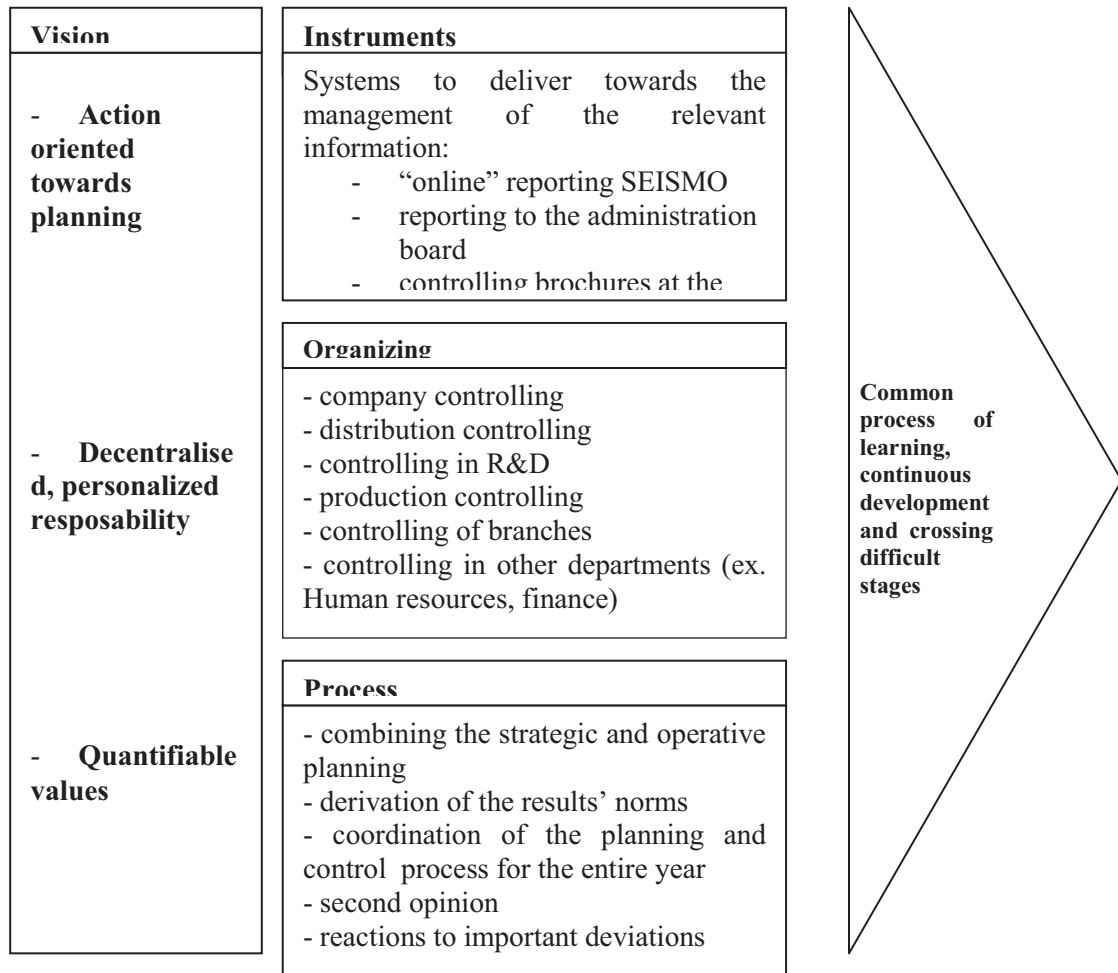 Vision
- Action
oriented
towards
planning
- Decentralise
d, personalized
resposability
- Quantifiable
values
Instruments
Systems to deliver towards the
management of the relevant
information:
- “online” reporting SEISMO
- reporting to the administration
board
- controlling brochures at the
Organizing
- company controlling
- distribution controlling
- controlling in R&D
- production controlling
- controlling of branches
- controlling in other departments (ex.
Human resources, finance)
Process
- combining the strategic and operative
planning
- derivation of the results’ norms
- coordination of the planning and
control process for the entire year
- second opinion
- reactions to important deviations
Common
process of
learning,
continuous
development
and crossing
difficult
stages